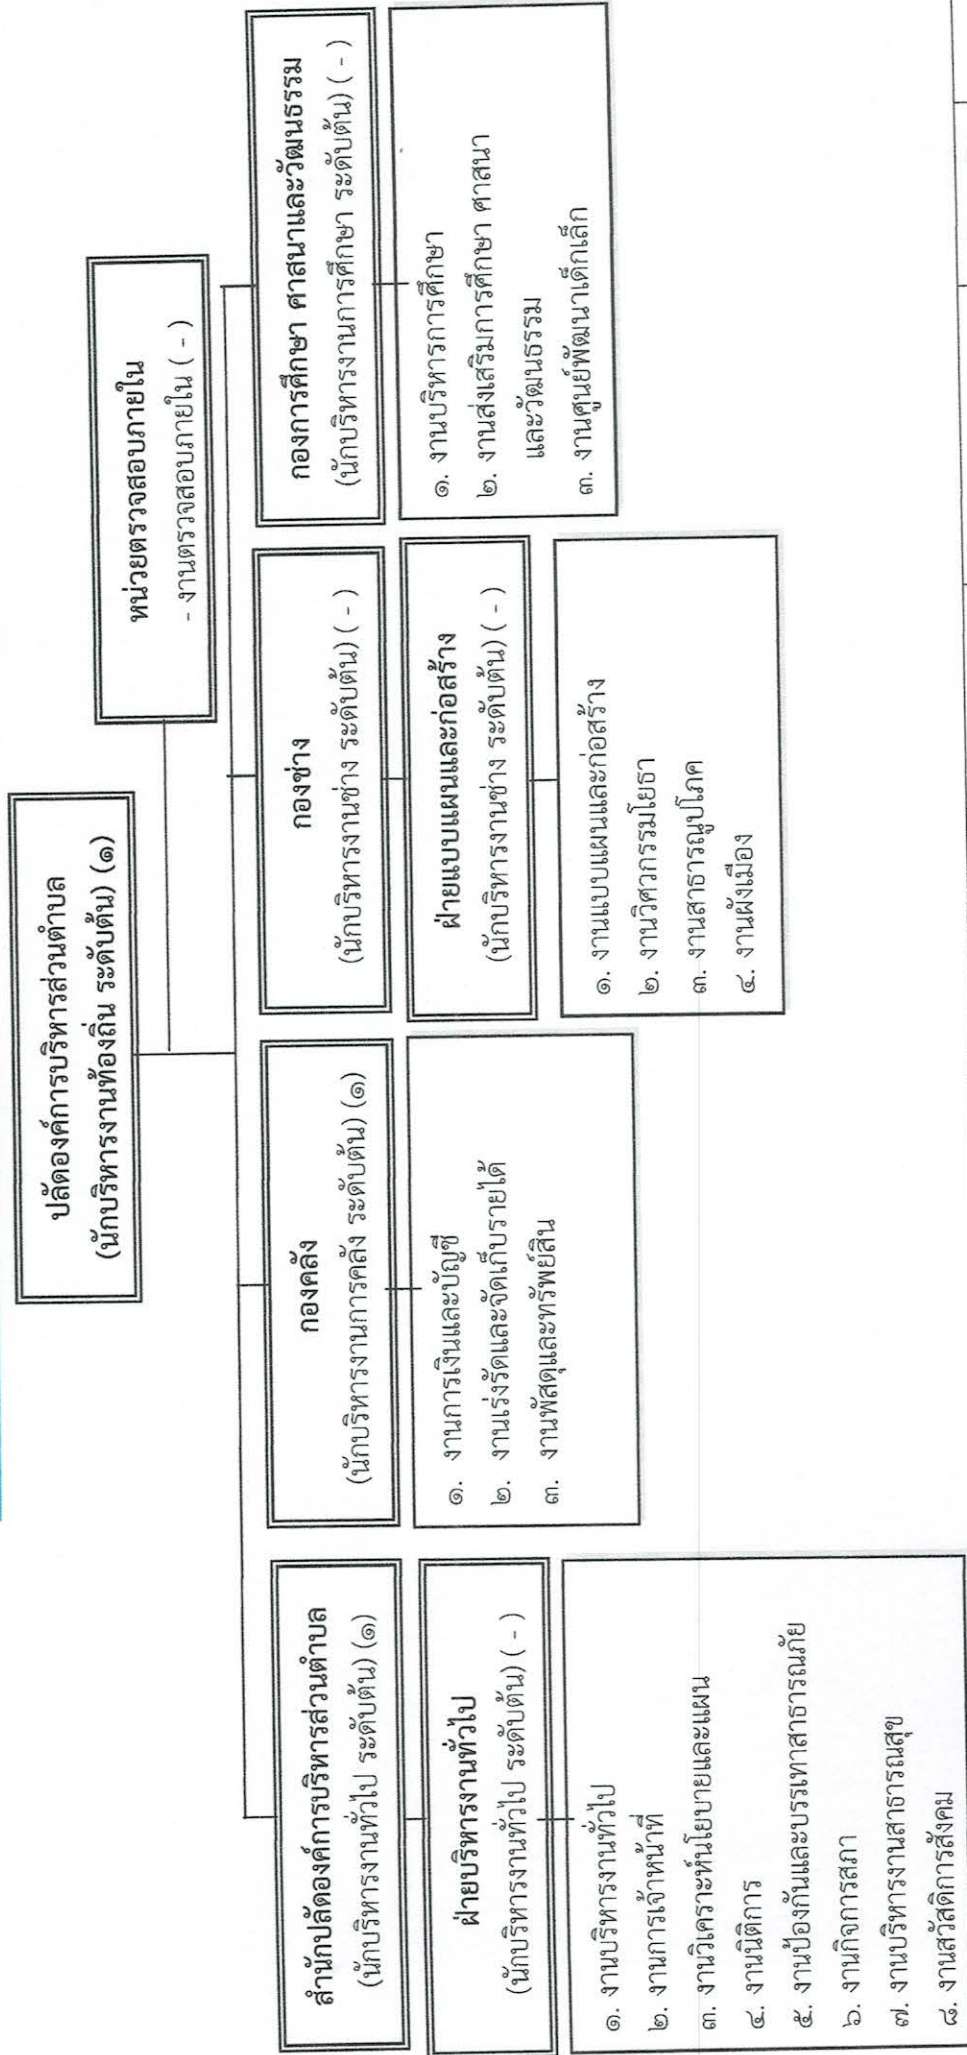 ปลัดองค์การบริหารส่วนตำบล
(นักบริหารงานท้องถิ่น ระดับต้น) (๑)
หน่วยตรวจสอบภายใน
- งานตรวจสอบภายใน ( - )
สำนักปลัดองค์การบริหารส่วนตำบล
(นักบริหารงานทั่วไป ระดับต้น) (๑)
ฝ่ายบริหารงานทั่วไป
(นักบริหารงานทั่วไป ระดับต้น) ( - )
๑. งานบริหารงานทั่วไป
๒. งานการเจ้าหน้าที่
๓. งานวิเคราะห์นโยบายและแผน
๔. งานนิติการ
๕. งานป้องกันและบรรเทาสาธารณภัย
๖. งานกิจการสภา
๗. งานบริหารงานสาธารณสุข
๘. งานสวัสดิการสังคม
กองคลัง
(นักบริหารงานการคลัง ระดับต้น) (๑)
๑. งานการเงินและบัญชี
๒. งานเร่งรัดและจัดเก็บรายได้
๓. งานพัสดุและทรัพย์สิน
กองช่าง
(นักบริหารงานช่าง ระดับต้น) ( - )
ฝ่ายแบบแผนและก่อสร้าง
(นักบริหารงานช่าง ระดับต้น) ( - )
๑. งานแบบแผนและก่อสร้าง
๒. งานวิศวกรรมโยธา
๓. งานสาธารณูปโภค
๔. งานผังเมือง
กองการศึกษา ศาสนาและวัฒนธรรม
(นักบริหารงานการศึกษา ระดับต้น) ( - )
๑. งานบริหารการศึกษา
๒. งานส่งเสริมการศึกษา ศาสนา
และวัฒนธรรม
๓. งานศูนย์พัฒนาเด็กเล็ก